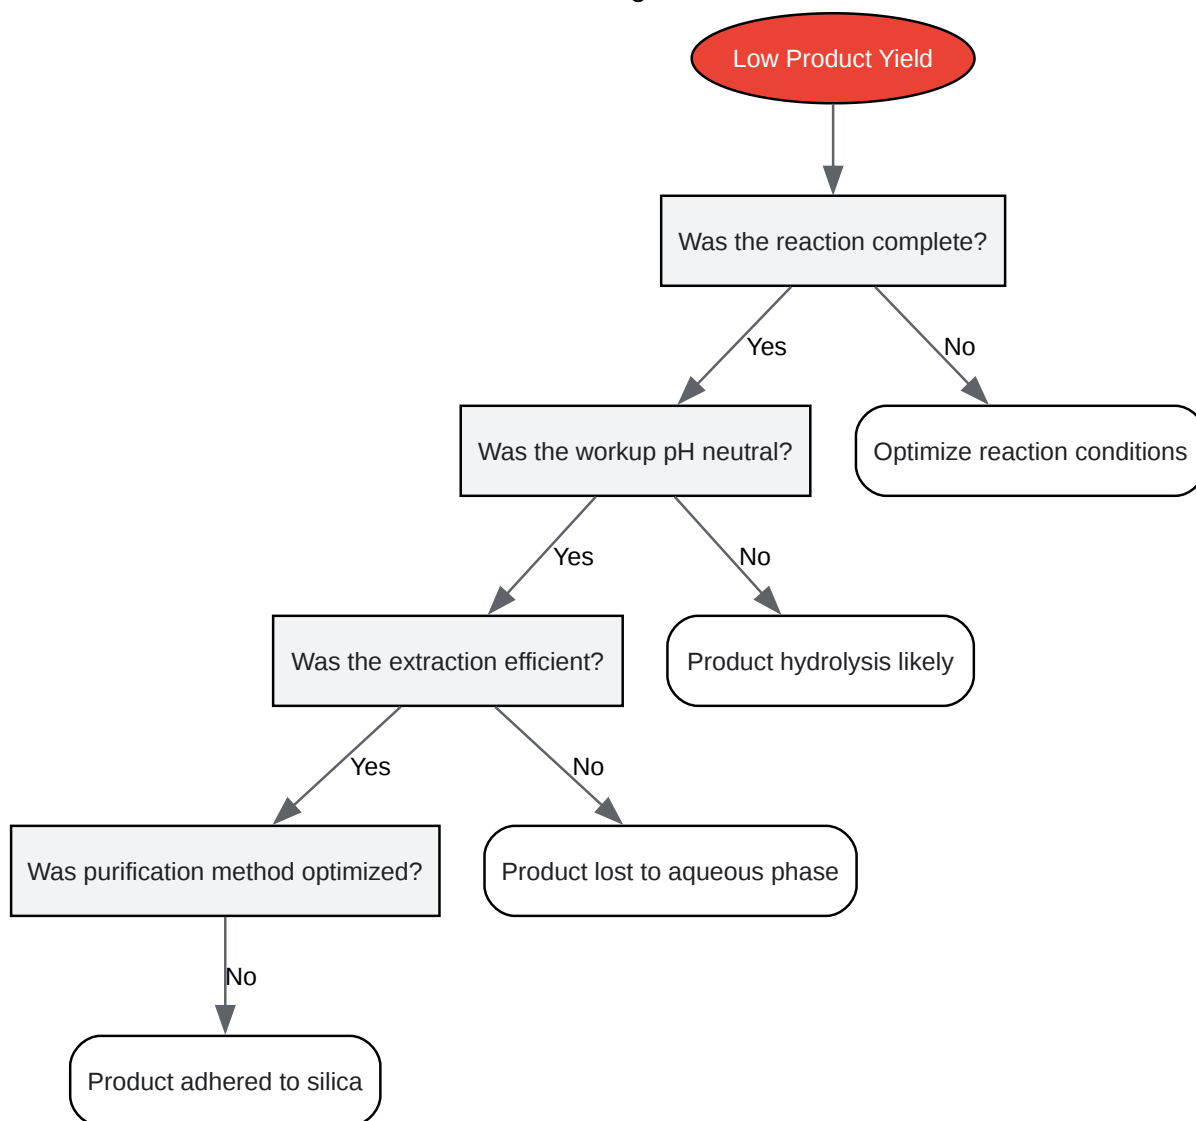 Low Product Yield
Was the reaction complete?
Yes
No
Was the workup pH neutral?
Optimize reaction conditions
Yes
No
Was the extraction efficient?
Product hydrolysis likely
Yes
No
Was purification method optimized?
Product lost to aqueous phase
No
Product adhered to silica